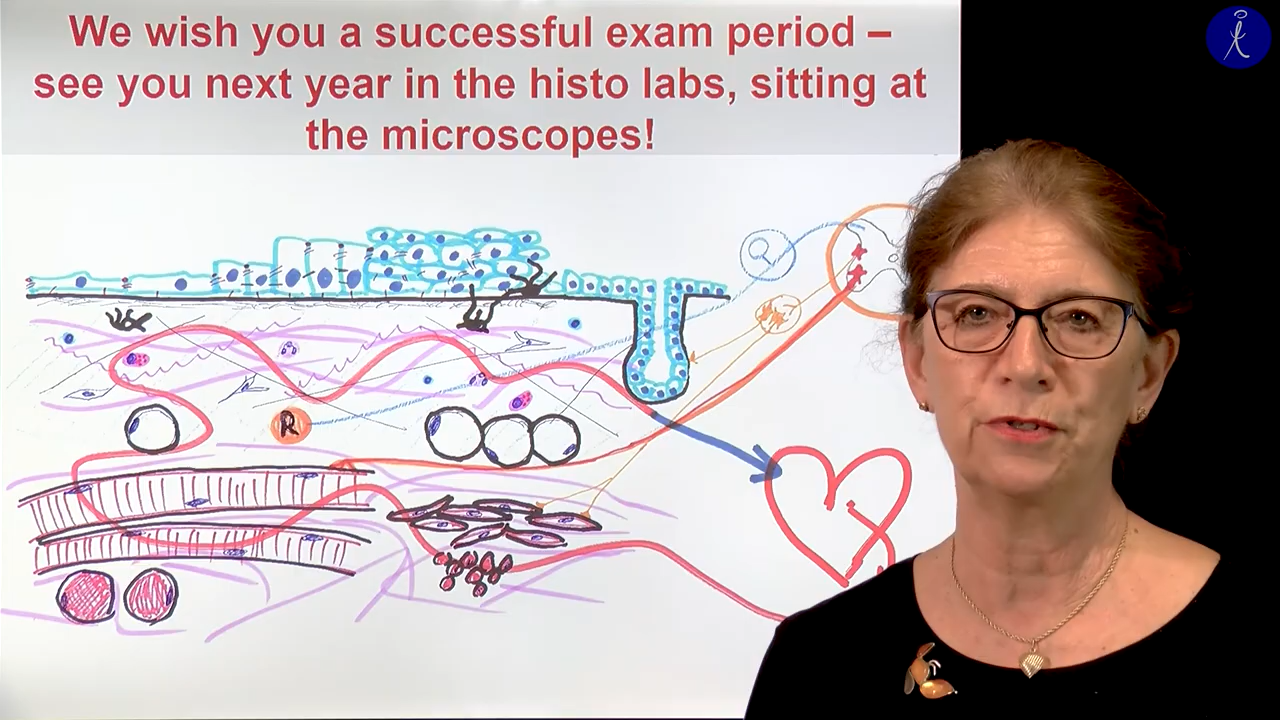 We wish you a successful exam period –
see you next year in the histo labs, sitting at
the microscopes!
R